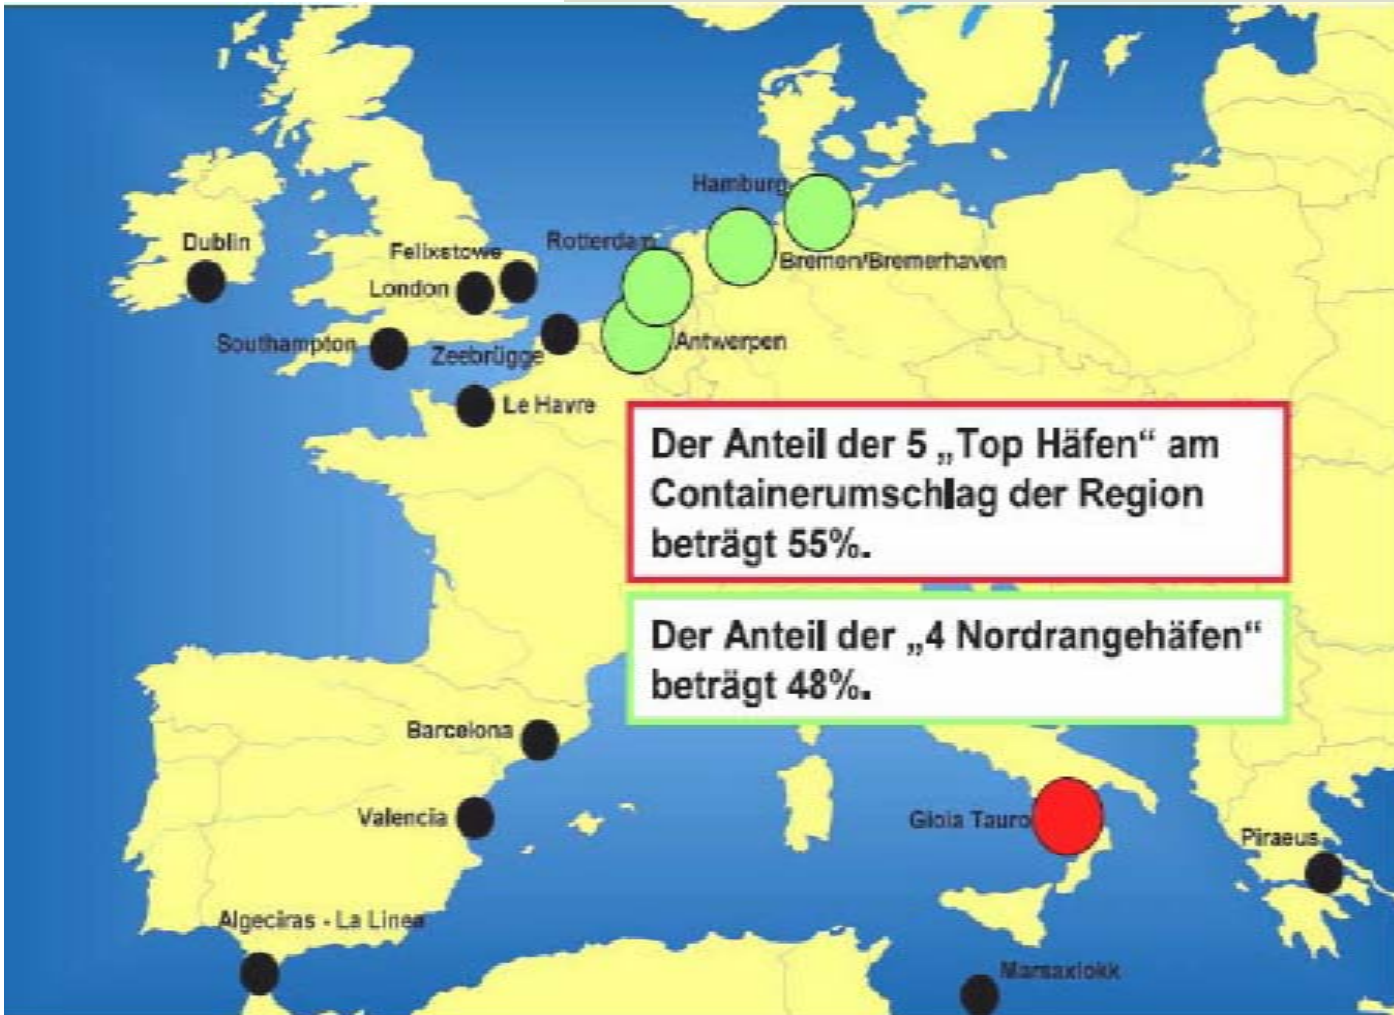 Hamburg
Dublin
Felixstowe
Rotterdam
Bremen/Bremerhaven
London
Southampton
Zeebrügge
Antwerpen
Le Havre
Der Anteil der 5 „Top Häfen“ am
Containerumschlag der Region
beträgt 55%.
Der Anteil der „4 Nordrangehäfen“
beträgt 48%.
Barcelona
Valencia
Gioia Tauro
Piraeus
Algeciras - La Linea
Marsaxlokk